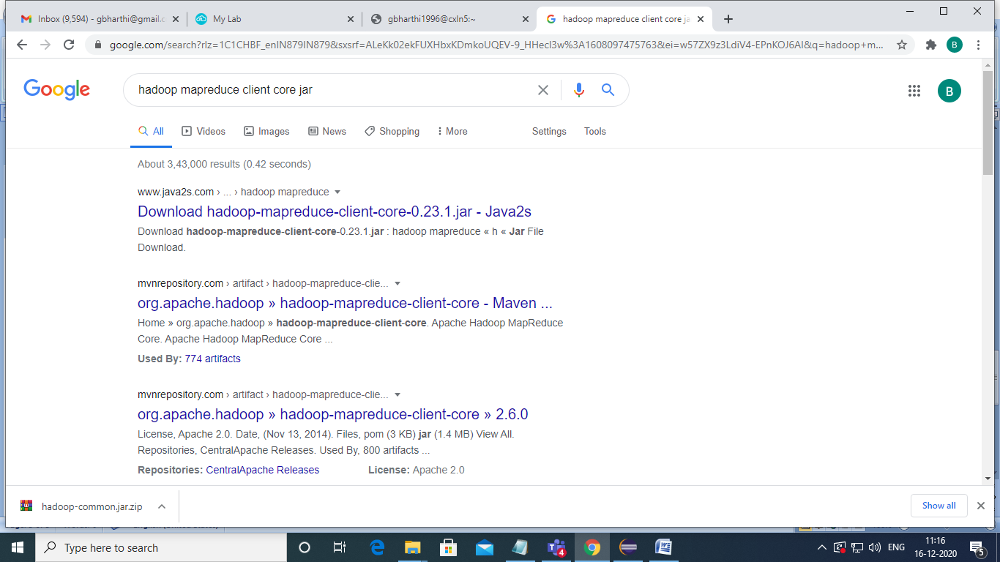 Inbox (9,594) - gbharthi@gmail.c
My Lab
gbharthi1996@cxln5:~
hadoop mapreduce client core ja
google.com/search?rlz=1C1CHBF_enIN879IN879&sxsrf=ALeKk02ekFUXHbxKDmkoUQEV-9_HHecI3w%3A1608097475763&ei=w57ZX9z3LdiV4-EPnKOJ6AI&q=hadoop+m...
B
Google
hadoop mapreduce client core jar
B
All
Videos
Images
News
Shopping
More
Settings
Tools
About 3,43,000 results (0.42 seconds)
www.java2s.com › ... › hadoop mapreduce
Download hadoop-mapreduce-client-core-0.23.1.jar - Java2s
Download hadoop-mapreduce-client-core-0.23.1.jar : hadoop mapreduce « h « Jar File
Download.
mvnrepository.com › artifact › hadoop-mapreduce-clie...
org.apache.hadoop » hadoop-mapreduce-client-core - Maven ...
Home » org.apache.hadoop » hadoop-mapreduce-client-core. Apache Hadoop MapReduce
Core. Apache Hadoop MapReduce Core ...
Used By: 774 artifacts
mvnrepository.com › artifact › hadoop-mapreduce-clie...
org.apache.hadoop » hadoop-mapreduce-client-core » 2.6.0
License, Apache 2.0. Date, (Nov 13, 2014). Files, pom (3 KB) jar (1.4 MB) View All.
Repositories, CentralApache Releases. Used By, 800 artifacts ...
Repositories: CentralApache Releases License: Apache 2.0
hadoop-common.jar.zip
Show all
Type here to search
4
ENG
11:16
16-12-2020
5